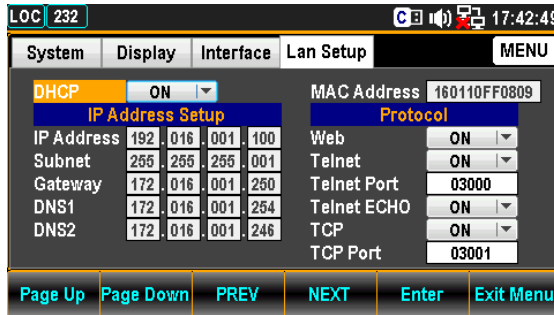 LOC 232 C 17:42:49
System Display Interface Lan Setup MENU
DHCP ON MAC Address 160110FF0809
IP Address Setup Protocol
IP Address 192.016.001.100 Web ON
Subnet 255.255.255.001 Telnet ON
Gateway 172.016.001.250 Telnet Port 03000
DNS1 172.016.001.254 Telnet ECHO ON
DNS2 172.016.001.246 TCP ON
TCP Port 03001
Page Up Page Down PREV NEXT Enter Exit Menu